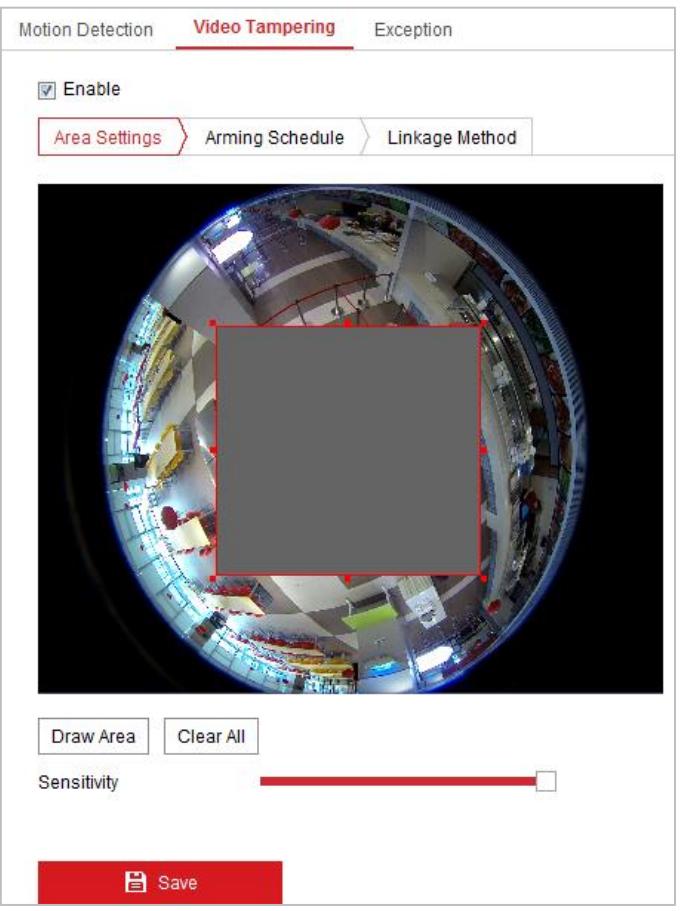 Motion Detection Video Tampering Exception
Enable
Area Settings Arming Schedule Linkage Method
Draw Area Clear All
Sensitivity
Save